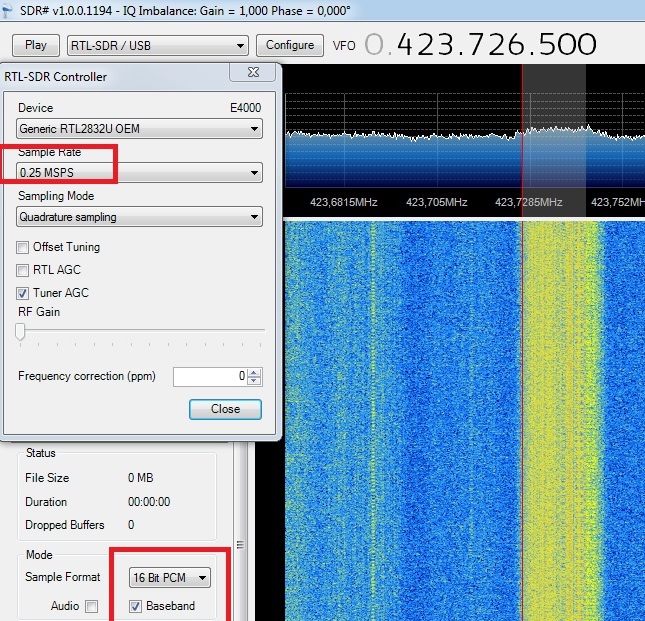 SDR# v1.0.0.1194 - IQ Imbalance: Gain = 1,000 Phase = 0,000°
Play RTL-SDR / USB Configure VFO 0.423.726.500
RTL-SDR Controller
Device E4000
Generic RTL2832U OEM
Sample Rate
0.25 MSPS
Sampling Mode
Quadrature sampling
Offset Tuning
RTL AGC
Tuner AGC
RF Gain
Frequency correction (ppm) 0
Close
423,6815MHz 423,705MHz 423,7285MHz 423,752MHz
Status
File Size 0 MB
Duration 00:00:00
Dropped Buffers 0
Mode
Sample Format 16 Bit PCM
Audio Baseband